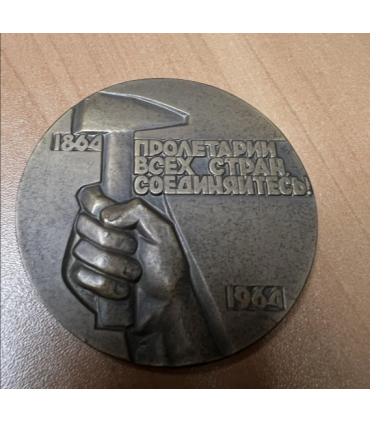 1864
ПРОЛЕТАРИИ
ВСЕХ СТРАН,
СОЕДИНЯЙТЕСЬ!
1964